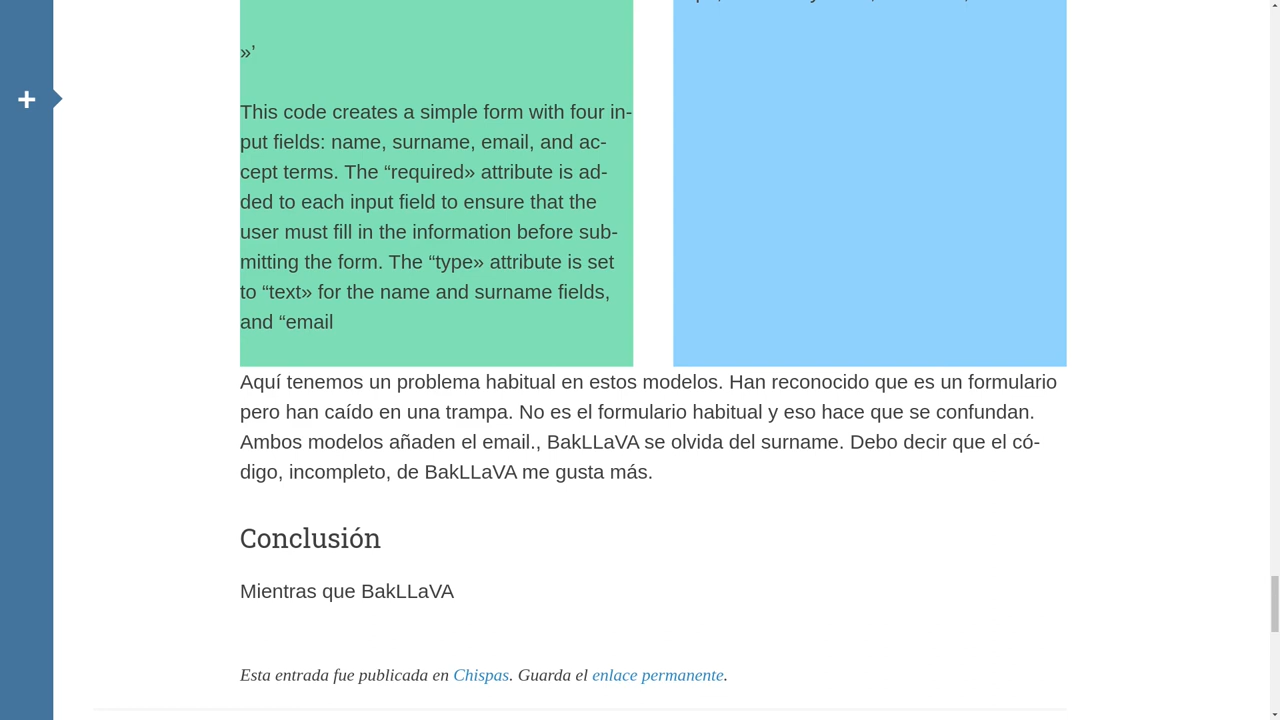 »’
This code creates a simple form with four in-
put fields: name, surname, email, and ac-
cept terms. The “required» attribute is ad-
ded to each input field to ensure that the
user must fill in the information before sub-
mitting the form. The “type» attribute is set
to “text» for the name and surname fields,
and “email
Aquí tenemos un problema habitual en estos modelos. Han reconocido que es un formulario
pero han caído en una trampa. No es el formulario habitual y eso hace que se confundan.
Ambos modelos añaden el email., BakLLaVA se olvida del surname. Debo decir que el có-
digo, incompleto, de BakLLaVA me gusta más.
Conclusión
Mientras que BakLLaVA
Esta entrada fue publicada en Chispas. Guarda el enlace permanente.